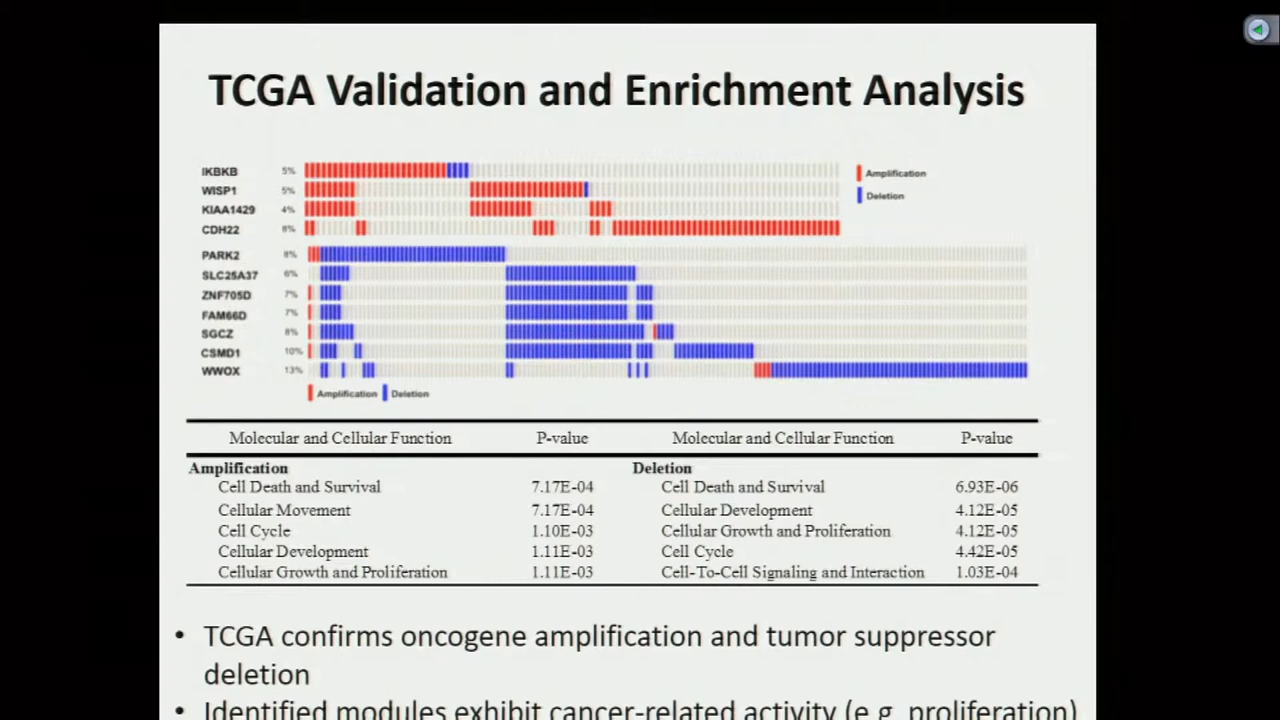 TCGA Validation and Enrichment Analysis
IKBKB 5%
WISP1 5%
KIAA1429 4%
CDH22 8%
Amplification
Deletion
PARK2 8%
SLC25A37 6%
ZNF705D 7%
FAM66D 7%
SGCZ 8%
CSMD1 10%
WWOX 13%
Amplification Deletion
Molecular and Cellular Function P-value Molecular and Cellular Function P-value
Amplification Deletion
Cell Death and Survival 7.17E-04 Cell Death and Survival 6.93E-06
Cellular Movement 7.17E-04 Cellular Development 4.12E-05
Cell Cycle 1.10E-03 Cellular Growth and Proliferation 4.12E-05
Cellular Development 1.11E-03 Cell Cycle 4.42E-05
Cellular Growth and Proliferation 1.11E-03 Cell-To-Cell Signaling and Interaction 1.03E-04
• TCGA confirms oncogene amplification and tumor suppressor
deletion
• Identified modules exhibit cancer-related activity (e.g. proliferation)